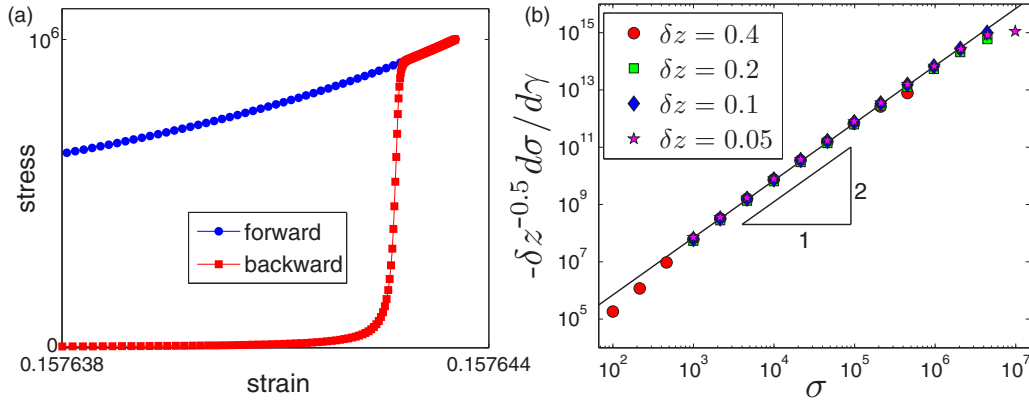 (a)
10^6
stress
forward
backward
0
0.157638
0.157644
strain
(b)
-δz^-0.5 dσ/dγ
10^15
10^13
10^11
10^9
10^7
10^5
δz = 0.4
δz = 0.2
δz = 0.1
δz = 0.05
2
1
10^2 10^3 10^4 10^5 10^6 10^7
σ